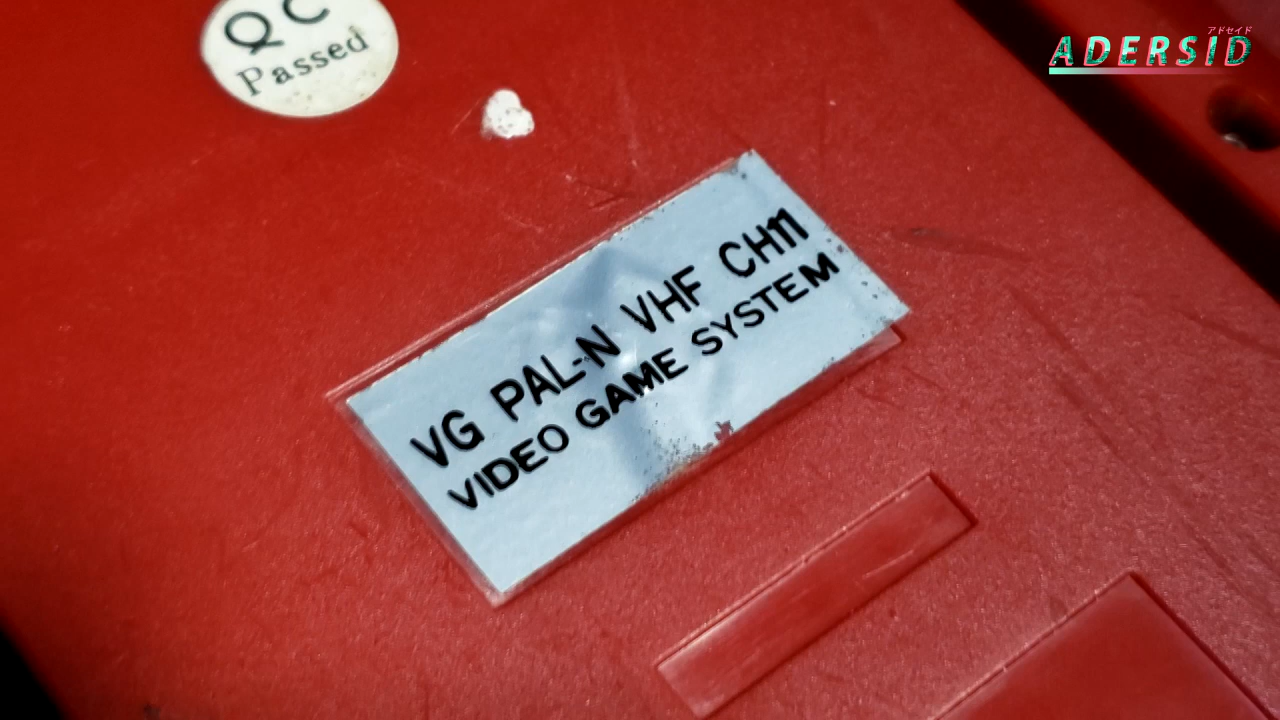 QC
Passed
アドセイド
ADERSID
VG PAL-N VHF CH11
VIDEO GAME SYSTEM